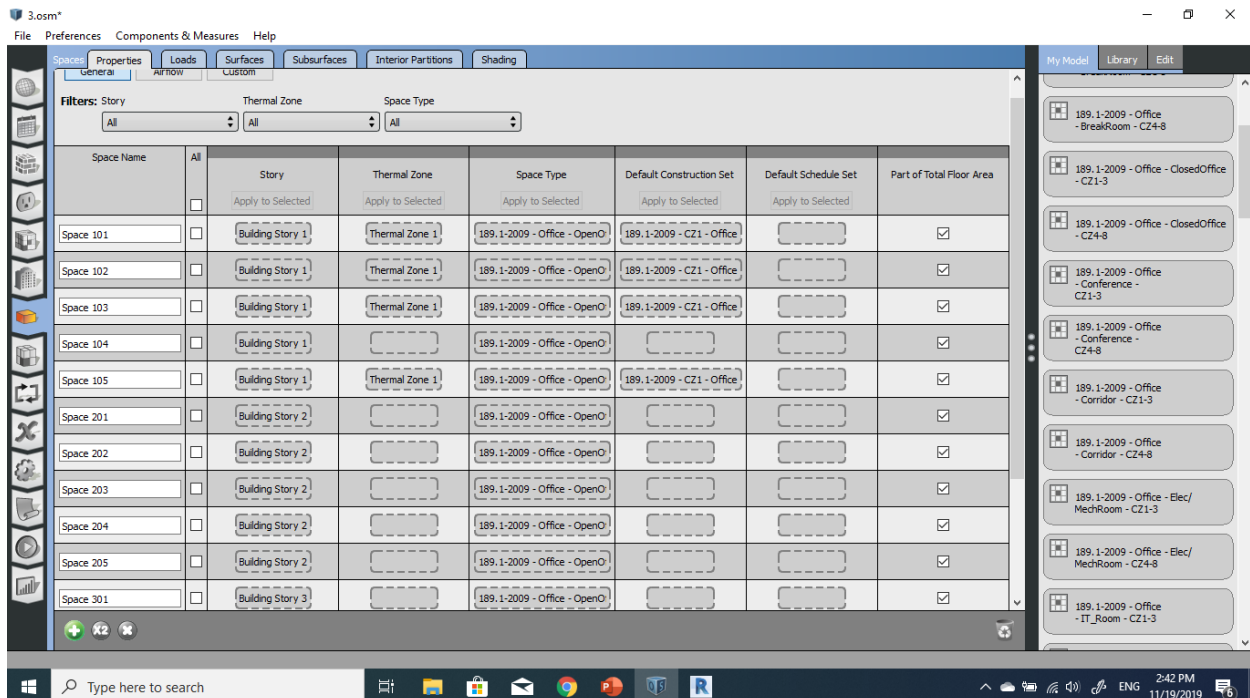 3.osm*
File Preferences Components & Measures Help
Spaces Properties Loads Surfaces Subsurfaces Interior Partitions Shading
My Model Library Edit
General Airflow Custom
Filters: Story Thermal Zone Space Type
All All All
Space Name All Story Thermal Zone Space Type Default Construction Set Default Schedule Set Part of Total Floor Area
Apply to Selected Apply to Selected Apply to Selected Apply to Selected Apply to Selected
Space 101 Building Story 1 Thermal Zone 1 189.1-2009 - Office - OpenO 189.1-2009 - CZ1 - Office
Space 102 Building Story 1 Thermal Zone 1 189.1-2009 - Office - OpenO 189.1-2009 - CZ1 - Office
Space 103 Building Story 1 Thermal Zone 1 189.1-2009 - Office - OpenO 189.1-2009 - CZ1 - Office
Space 104 Building Story 1 189.1-2009 - Office - OpenO
Space 105 Building Story 1 Thermal Zone 1 189.1-2009 - Office - OpenO 189.1-2009 - CZ1 - Office
Space 201 Building Story 2 189.1-2009 - Office - OpenO
Space 202 Building Story 2 189.1-2009 - Office - OpenO
Space 203 Building Story 2 189.1-2009 - Office - OpenO
Space 204 Building Story 2 189.1-2009 - Office - OpenO
Space 205 Building Story 2 189.1-2009 - Office - OpenO
Space 301 Building Story 3 189.1-2009 - Office - OpenO
X2
189.1-2009 - Office
- BreakRoom - CZ4-8
189.1-2009 - Office - ClosedOffice
- CZ1-3
189.1-2009 - Office - ClosedOffice
- CZ4-8
189.1-2009 - Office
- Conference -
CZ1-3
189.1-2009 - Office
- Conference -
CZ4-8
189.1-2009 - Office
- Corridor - CZ1-3
189.1-2009 - Office
- Corridor - CZ4-8
189.1-2009 - Office - Elec/
MechRoom - CZ1-3
189.1-2009 - Office - Elec/
MechRoom - CZ4-8
189.1-2009 - Office
- IT_Room - CZ1-3
Type here to search
ENG
2:42 PM
11/19/2019
6